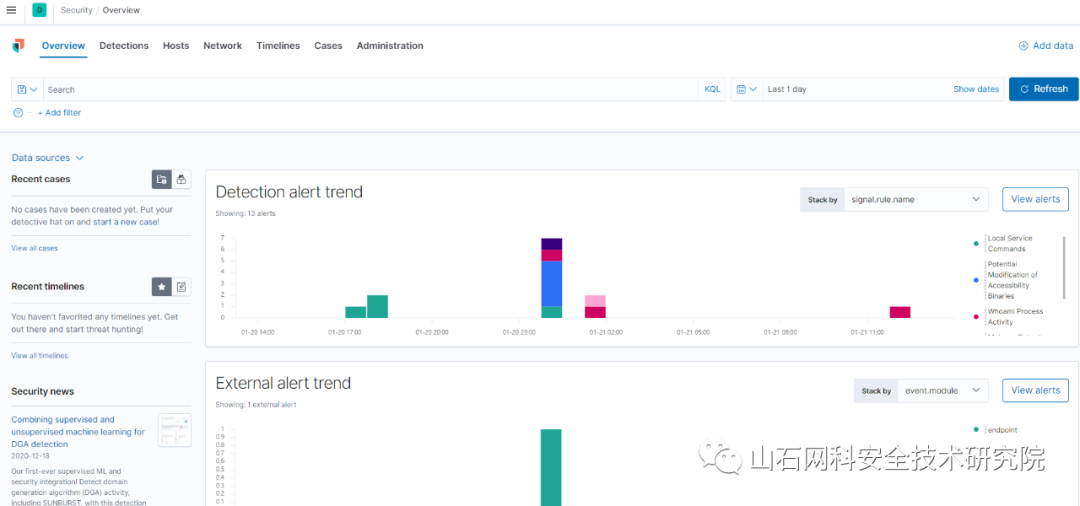 D Security / Overview
Overview Detections Hosts Network Timelines Cases Administration Add data
Search KQL Last 1 day Show dates Refresh
+ Add filter
Data sources
Recent cases
No cases have been created yet. Put your
detective hat on and start a new case!
View all cases
Recent timelines
You haven't favorited any timelines yet. Get
out there and start threat hunting!
View all timelines
Security news
Combining supervised and
unsupervised machine learning for
DGA detection
2020-12-18
Our first-ever supervised ML and
security integration! Detect domain
generation algorithm (DGA) activity,
including SUNBURST, with this detection
Detection alert trend
Showing: 13 alerts
Stack by signal.rule.name View alerts
7
6
5
4
3
2
1
0
01-20 14:00 01-20 17:00 01-20 20:00 01-20 23:00 01-21 02:00 01-21 05:00 01-21 08:00 01-21 11:00
Local Service
Commands
Potential
Modification of
Accessibility
Binaries
Whoami Process
Activity
External alert trend
Showing: 1 external alert
Stack by event.module View alerts
1
0.9
0.8
0.7
0.6
0.5
0.4
0.3
0.2
0.1
endpoint
山石网科安全技术研究院